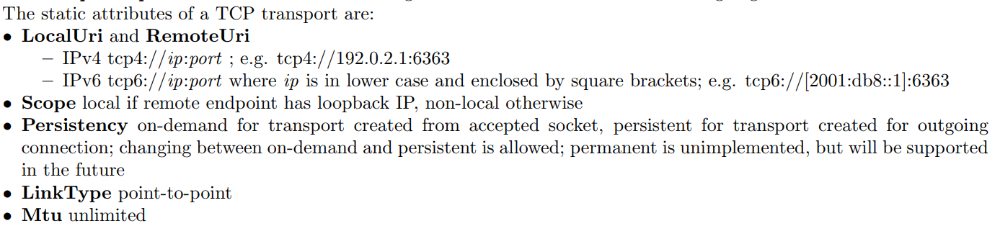 The static attributes of a TCP transport are:
• LocalUri and RemoteUri
– IPv4 tcp4://ip:port ; e.g. tcp4://192.0.2.1:6363
– IPv6 tcp6://ip:port where ip is in lower case and enclosed by square brackets; e.g. tcp6://[2001:db8::1]:6363
• Scope local if remote endpoint has loopback IP, non-local otherwise
• Persistency on-demand for transport created from accepted socket, persistent for transport created for outgoing
connection; changing between on-demand and persistent is allowed; permanent is unimplemented, but will be supported
in the future
• LinkType point-to-point
• Mtu unlimited